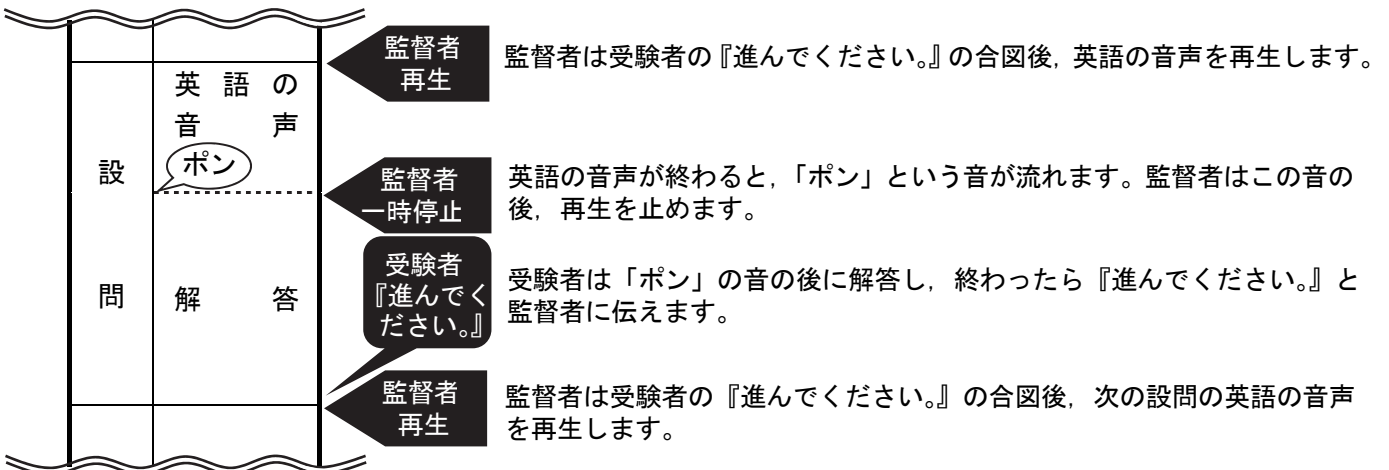 監督者
再生
監督者は受験者の『進んでください。』の合図後，英語の音声を再生します。
英語の
音声
ポン
設問
監督者
一時停止
英語の音声が終わると，「ポン」という音が流れます。監督者はこの音の
後，再生を止めます。
解答
受験者
『進んでく
ださい。』
受験者は「ポン」の音の後に解答し，終わったら『進んでください。』と
監督者に伝えます。
監督者
再生
監督者は受験者の『進んでください。』の合図後，次の設問の英語の音声
を再生します。